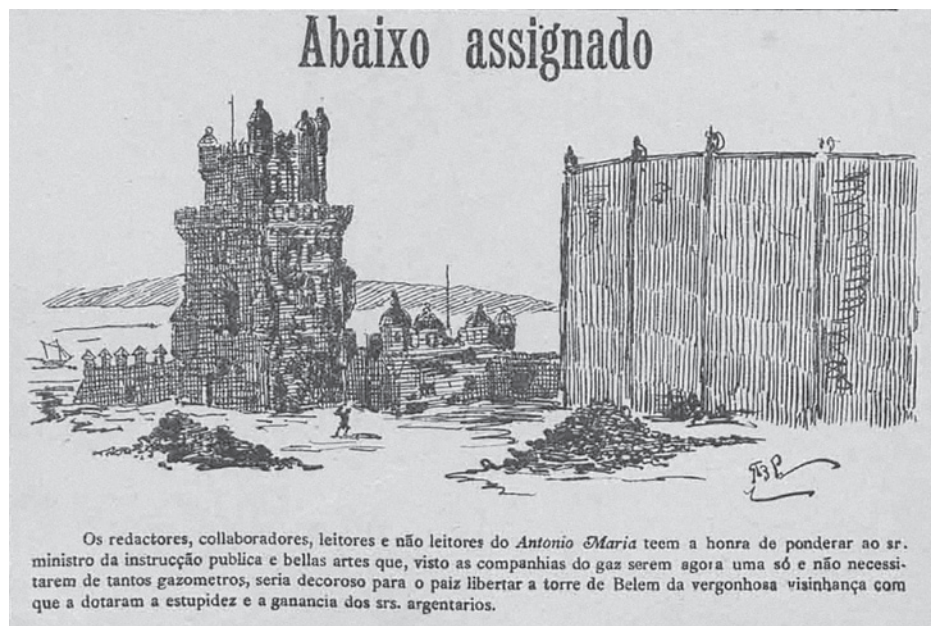 Abaixo assignado
Os redactores, collaboradores, leitores e não leitores do Antonio Maria teem a honra de ponderar ao sr.
ministro da instrucção publica e bellas artes que, visto as companhias do gaz serem agora uma só e não necessi-
tarem de tantos gazometros, seria decoroso para o paiz libertar a torre de Belem da vergonhosa visinhança com
que a dotaram a estupidez e a ganancia dos srs. argentarios.